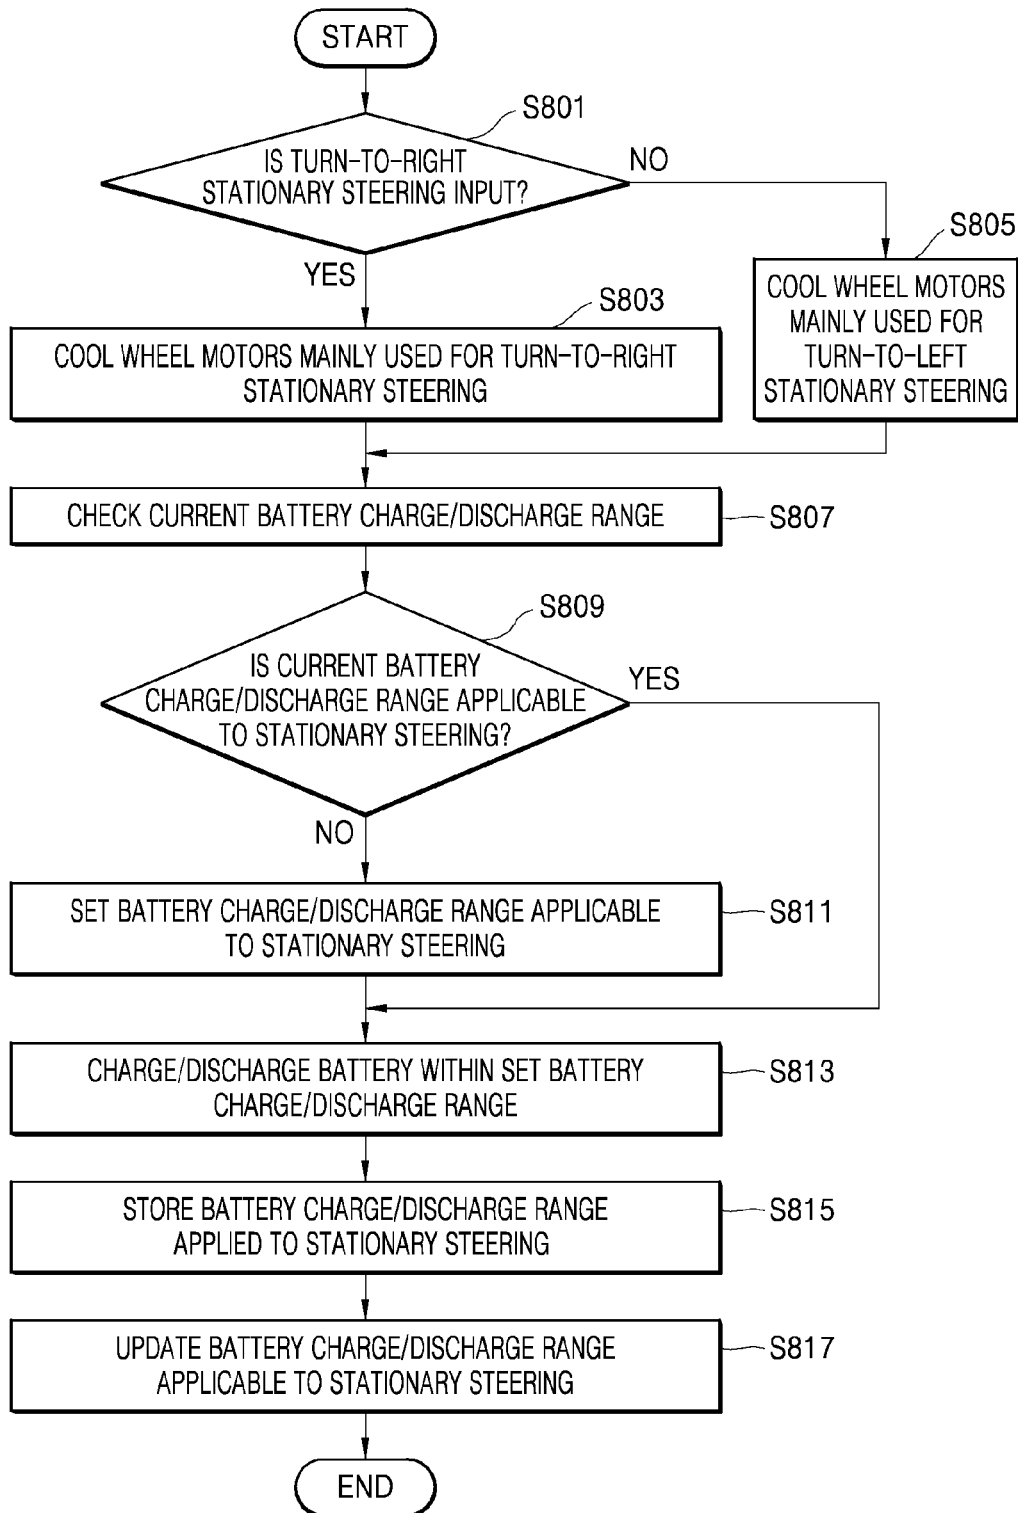 START
S801
IS TURN-TO-RIGHT
STATIONARY STEERING INPUT?
NO
YES
S803
COOL WHEEL MOTORS MAINLY USED FOR TURN-TO-RIGHT
STATIONARY STEERING
S805
COOL WHEEL MOTORS
MAINLY USED FOR
TURN-TO-LEFT
STATIONARY STEERING
CHECK CURRENT BATTERY CHARGE/DISCHARGE RANGE
S807
S809
IS CURRENT BATTERY
CHARGE/DISCHARGE RANGE APPLICABLE
TO STATIONARY STEERING?
YES
NO
SET BATTERY CHARGE/DISCHARGE RANGE APPLICABLE
TO STATIONARY STEERING
S811
CHARGE/DISCHARGE BATTERY WITHIN SET BATTERY
CHARGE/DISCHARGE RANGE
S813
STORE BATTERY CHARGE/DISCHARGE RANGE
APPLIED TO STATIONARY STEERING
S815
UPDATE BATTERY CHARGE/DISCHARGE RANGE
APPLICABLE TO STATIONARY STEERING
S817
END